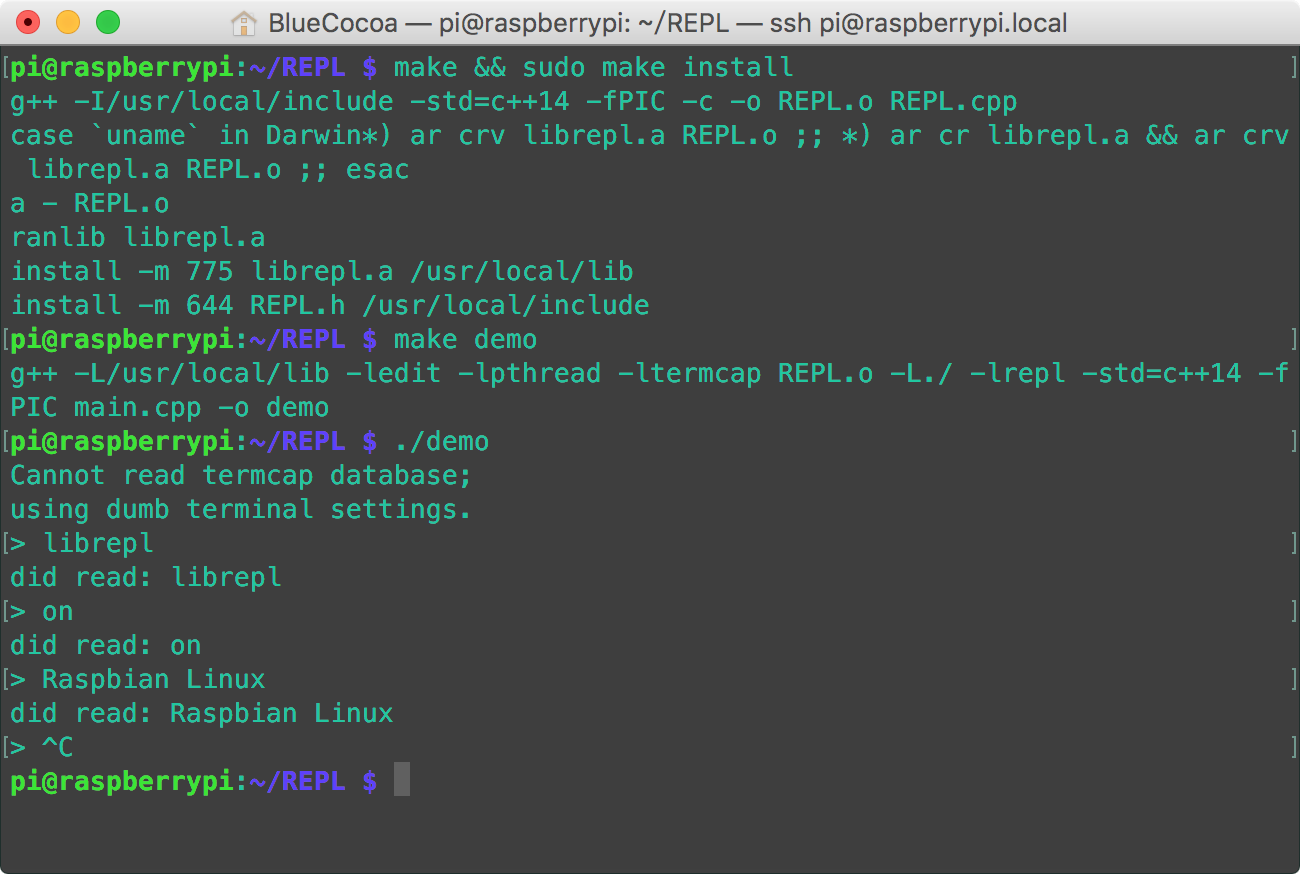 BlueCocoa — pi@raspberrypi: ~/REPL — ssh pi@raspberrypi.local
[pi@raspberrypi:~/REPL $ make && sudo make install ]
g++ -I/usr/local/include -std=c++14 -fPIC -c -o REPL.o REPL.cpp
case `uname` in Darwin*) ar crv librepl.a REPL.o ;; *) ar cr librepl.a && ar crv
 librepl.a REPL.o ;; esac
a - REPL.o
ranlib librepl.a
install -m 775 librepl.a /usr/local/lib
install -m 644 REPL.h /usr/local/include
[pi@raspberrypi:~/REPL $ make demo ]
g++ -L/usr/local/lib -ledit -lpthread -ltermcap REPL.o -L./ -lrepl -std=c++14 -f
PIC main.cpp -o demo
[pi@raspberrypi:~/REPL $ ./demo ]
Cannot read termcap database;
using dumb terminal settings.
[> librepl ]
did read: librepl
[> on ]
did read: on
[> Raspbian Linux ]
did read: Raspbian Linux
[> ^C ]
pi@raspberrypi:~/REPL $